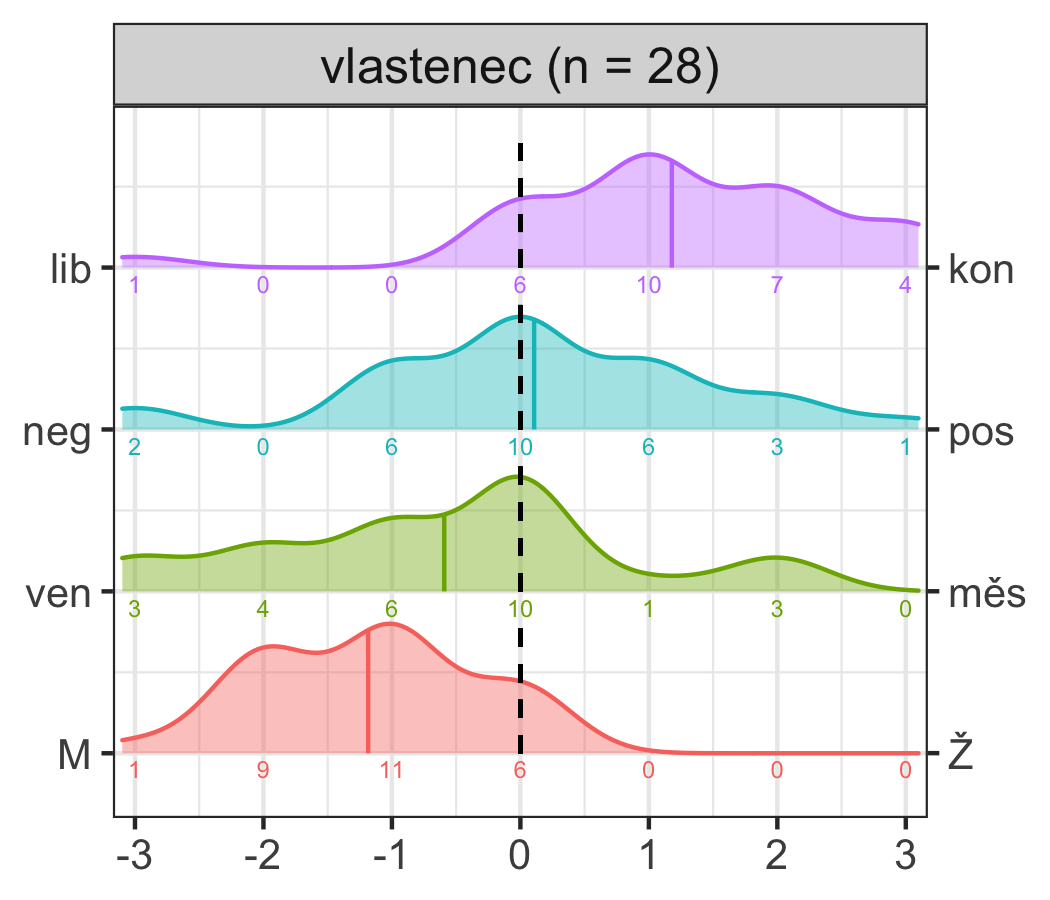 vlastenec (n = 28)
lib kon
1 0 0 6 10 7 4
neg pos
2 0 6 10 6 3 1
ven měs
3 4 6 10 1 3 0
M Ž
1 9 11 6 0 0 0
-3 -2 -1 0 1 2 3